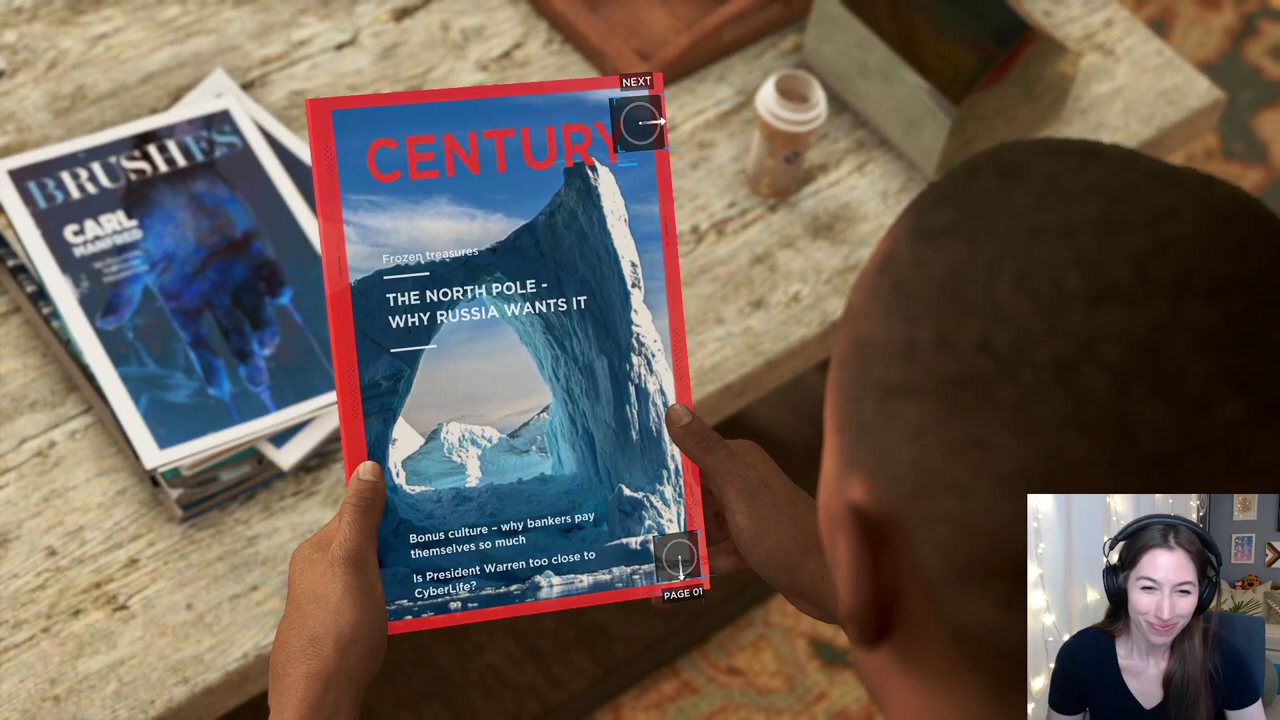 NEXT
CENTURY
BRUSHES
CARL
MANFRED
Frozen treasures
THE NORTH POLE -
WHY RUSSIA WANTS IT
Bonus culture – why bankers pay
themselves so much
Is President Warren too close to
CyberLife?
PAGE 01